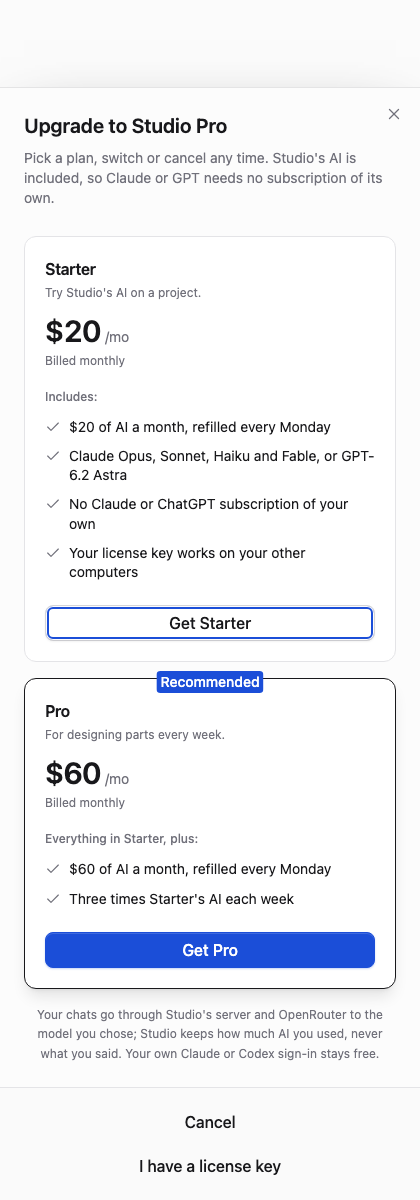 Upgrade to Studio Pro
Pick a plan, switch or cancel any time. Studio's AI is
included, so Claude or GPT needs no subscription of its
own.
Starter
Try Studio's AI on a project.
$20 /mo
Billed monthly
Includes:
$20 of AI a month, refilled every Monday
Claude Opus, Sonnet, Haiku and Fable, or GPT-
6.2 Astra
No Claude or ChatGPT subscription of your
own
Your license key works on your other
computers
Get Starter
Recommended
Pro
For designing parts every week.
$60 /mo
Billed monthly
Everything in Starter, plus:
$60 of AI a month, refilled every Monday
Three times Starter's AI each week
Get Pro
Your chats go through Studio's server and OpenRouter to the
model you chose; Studio keeps how much AI you used, never
what you said. Your own Claude or Codex sign-in stays free.
Cancel
I have a license key